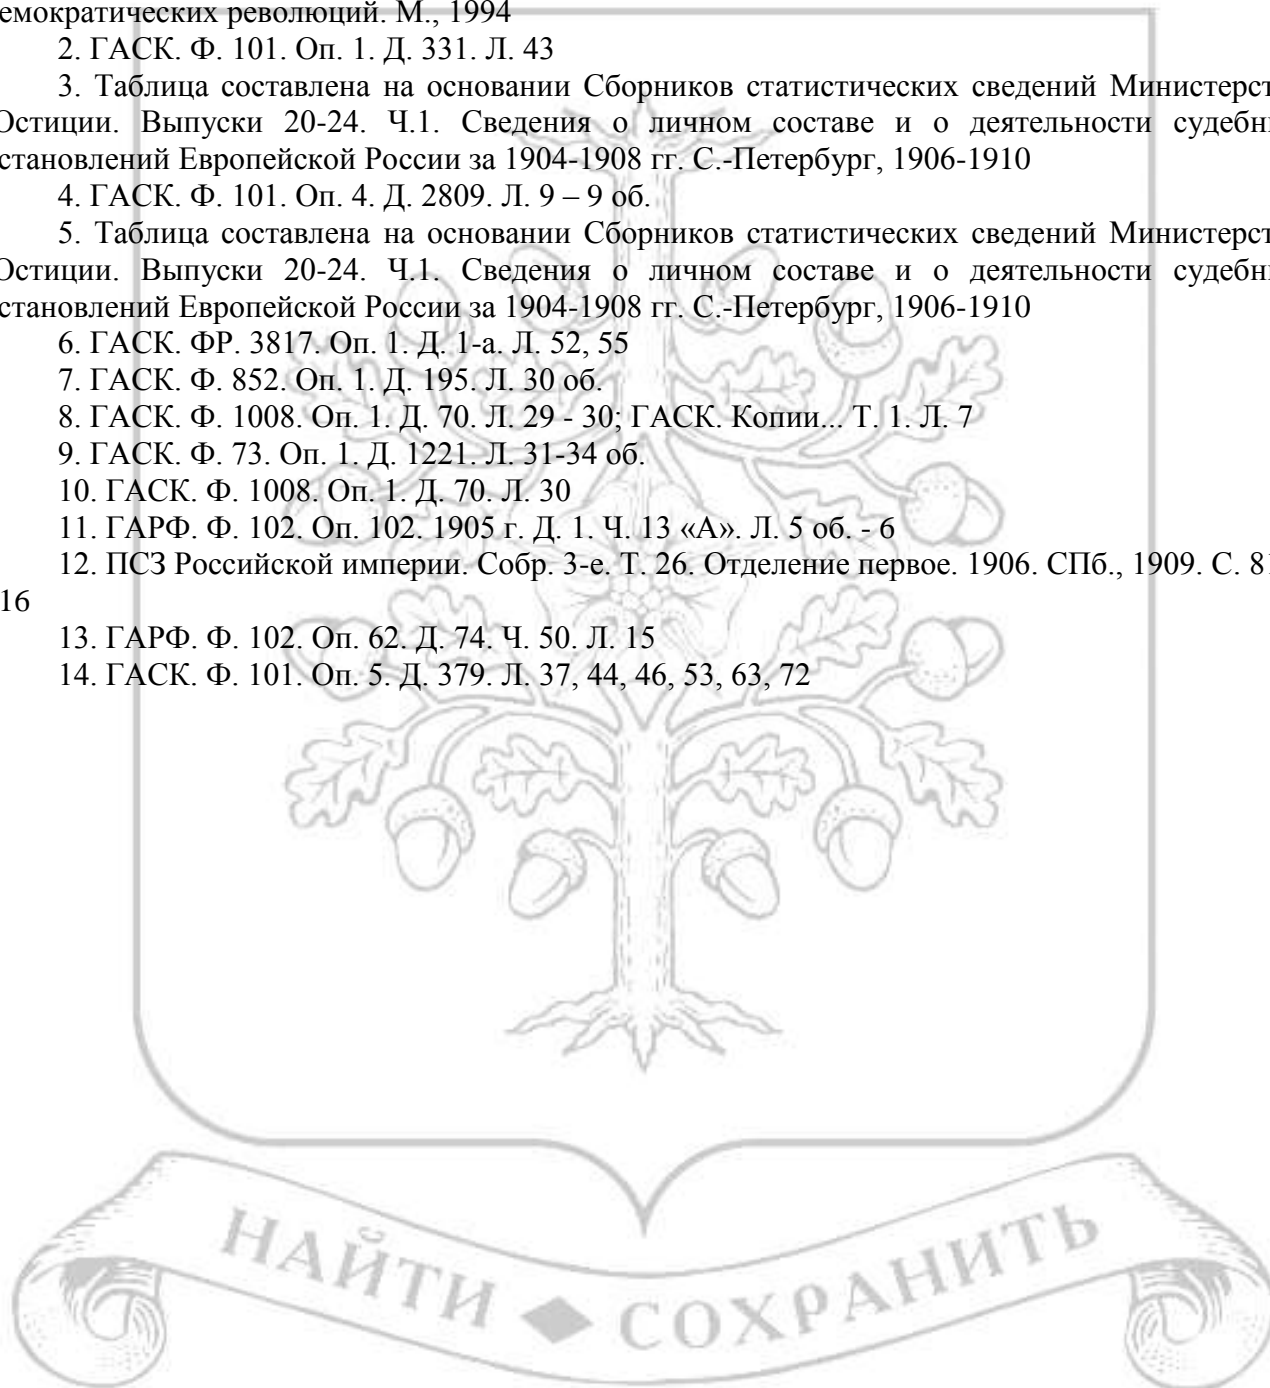 емократических революций. М., 1994
2. ГАСК. Ф. 101. Оп. 1. Д. 331. Л. 43
3. Таблица составлена на основании Сборников статистических сведений Министерст
Остиции. Выпуски 20-24. Ч.1. Сведения о личном составе и о деятельности судебн
становлений Европейской России за 1904-1908 гг. С.-Петербург, 1906-1910
4. ГАСК. Ф. 101. Оп. 4. Д. 2809. Л. 9 – 9 об.
5. Таблица составлена на основании Сборников статистических сведений Министерст
Остиции. Выпуски 20-24. Ч.1. Сведения о личном составе и о деятельности судебн
становлений Европейской России за 1904-1908 гг. С.-Петербург, 1906-1910
6. ГАСК. ФР. 3817. Оп. 1. Д. 1-а. Л. 52, 55
7. ГАСК. Ф. 852. Оп. 1. Д. 195. Л. 30 об.
8. ГАСК. Ф. 1008. Оп. 1. Д. 70. Л. 29 - 30; ГАСК. Копии... Т. 1. Л. 7
9. ГАСК. Ф. 73. Оп. 1. Д. 1221. Л. 31-34 об.
10. ГАСК. Ф. 1008. Оп. 1. Д. 70. Л. 30
11. ГАРФ. Ф. 102. Оп. 102. 1905 г. Д. 1. Ч. 13 «А». Л. 5 об. - 6
12. ПСЗ Российской империи. Собр. 3-е. Т. 26. Отделение первое. 1906. СПб., 1909. С. 81
16
13. ГАРФ. Ф. 102. Оп. 62. Д. 74. Ч. 50. Л. 15
14. ГАСК. Ф. 101. Оп. 5. Д. 379. Л. 37, 44, 46, 53, 63, 72
НАЙТИ ◆ СОХРАНИТЬ